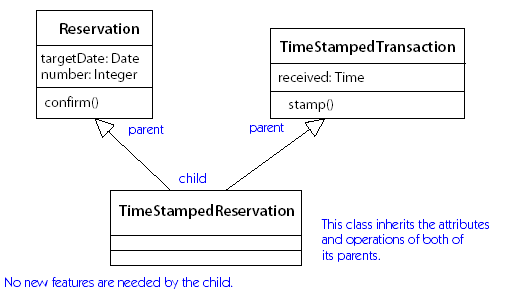 Reservation
targetDate: Date
number: Integer
confirm()
TimeStampedTransaction
received: Time
stamp()
parent
parent
child
TimeStampedReservation
This class inherits the attributes
and operations of both of
its parents.
No new features are needed by the child.